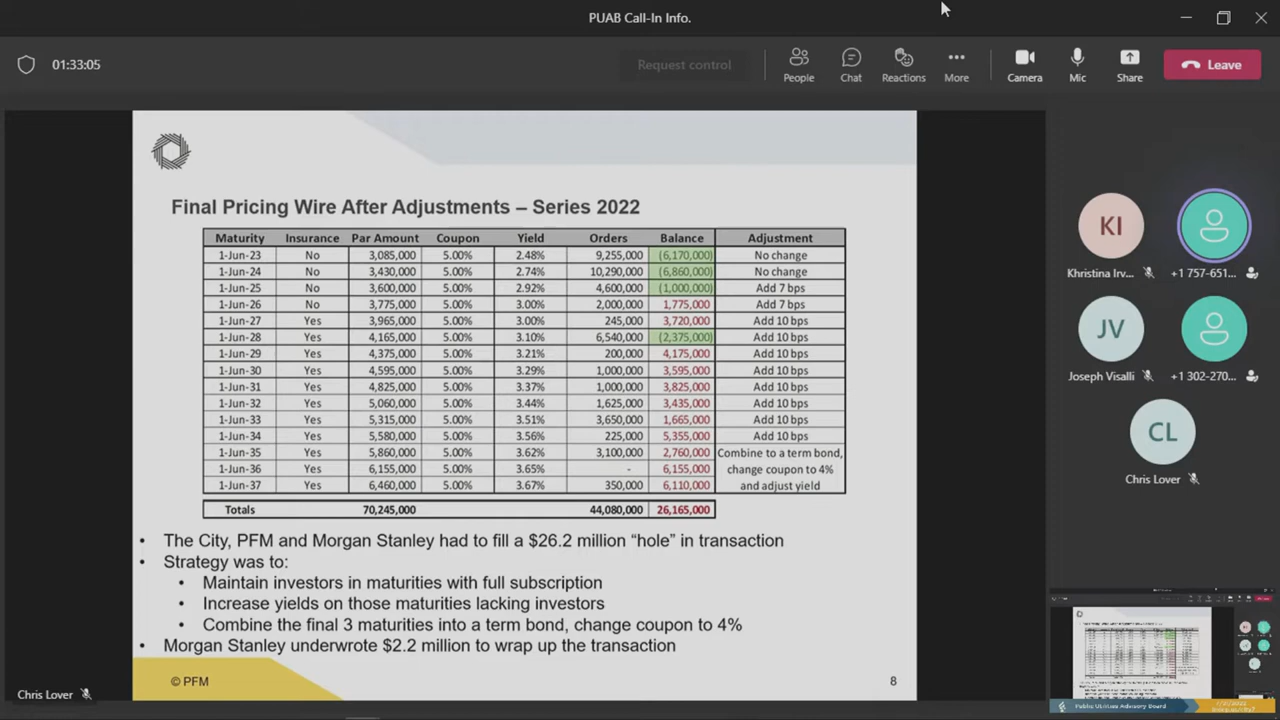 PUAB Call-In Info.
01:33:05
Request control
People
Chat
Reactions
More
Camera
Mic
Share
Leave
Final Pricing Wire After Adjustments – Series 2022
Maturity Insurance Par Amount Coupon Yield Orders Balance Adjustment
1-Jun-23 No 3,085,000 5.00% 2.48% 9,255,000 (6,170,000) No change
1-Jun-24 No 3,430,000 5.00% 2.74% 10,290,000 (6,860,000) No change
1-Jun-25 No 3,600,000 5.00% 2.92% 4,600,000 (1,000,000) Add 7 bps
1-Jun-26 No 3,775,000 5.00% 3.00% 2,000,000 1,775,000 Add 7 bps
1-Jun-27 Yes 3,965,000 5.00% 3.00% 245,000 3,720,000 Add 10 bps
1-Jun-28 Yes 4,165,000 5.00% 3.10% 6,540,000 (2,375,000) Add 10 bps
1-Jun-29 Yes 4,375,000 5.00% 3.21% 200,000 4,175,000 Add 10 bps
1-Jun-30 Yes 4,595,000 5.00% 3.29% 1,000,000 3,595,000 Add 10 bps
1-Jun-31 Yes 4,825,000 5.00% 3.37% 1,000,000 3,825,000 Add 10 bps
1-Jun-32 Yes 5,060,000 5.00% 3.44% 1,625,000 3,435,000 Add 10 bps
1-Jun-33 Yes 5,315,000 5.00% 3.51% 3,650,000 1,665,000 Add 10 bps
1-Jun-34 Yes 5,580,000 5.00% 3.56% 225,000 5,355,000 Add 10 bps
1-Jun-35 Yes 5,860,000 5.00% 3.62% 3,100,000 2,760,000 Combine to a term bond,
1-Jun-36 Yes 6,155,000 5.00% 3.65% - 6,155,000 change coupon to 4%
1-Jun-37 Yes 6,460,000 5.00% 3.67% 350,000 6,110,000 and adjust yield
Totals 70,245,000 44,080,000 26,165,000
• The City, PFM and Morgan Stanley had to fill a $26.2 million “hole” in transaction
• Strategy was to:
• Maintain investors in maturities with full subscription
• Increase yields on those maturities lacking investors
• Combine the final 3 maturities into a term bond, change coupon to 4%
• Morgan Stanley underwrote $2.2 million to wrap up the transaction
© PFM
8
Chris Lover
KI
Khristina Irv...
+1 757-651...
JV
Joseph Visalli
+1 302-270...
CL
Chris Lover
Public Utilities Advisory Board